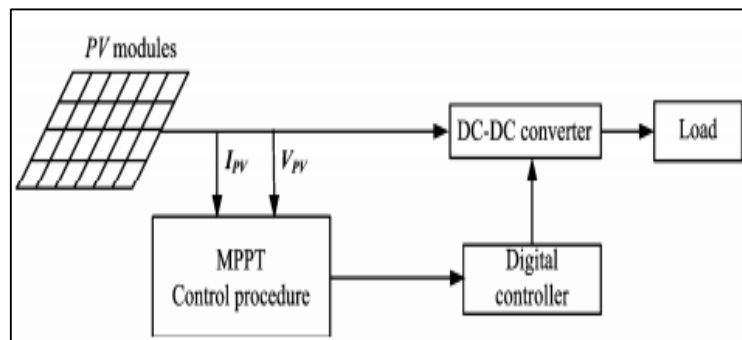 PV modules
DC-DC converter
Load
IPV
VPV
MPPT
Control procedure
Digital
controller